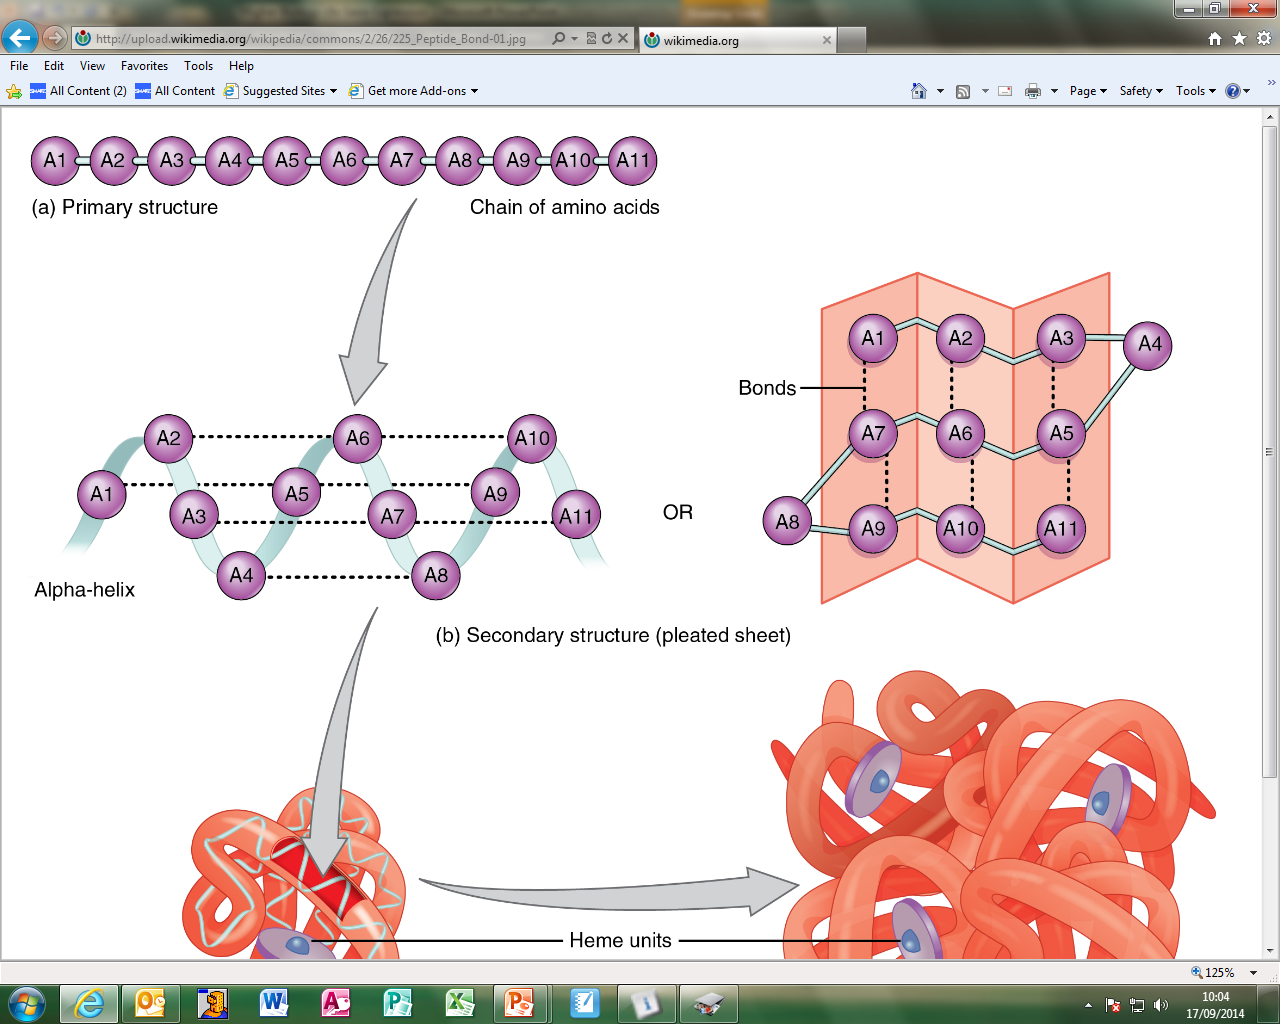 http://upload.wikimedia.org/wikipedia/commons/2/26/225_Peptide_Bond-01.jpg
wikimedia.org
File Edit View Favorites Tools Help
All Content (2) All Content Suggested Sites Get more Add-ons
Page Safety Tools
A1 A2 A3 A4 A5 A6 A7 A8 A9 A10 A11
(a) Primary structure Chain of amino acids
A1 A2 A3 A4
Bonds
A7 A6 A5
A8 A9 A10 A11
A2 A6 A10
A1 A5 A9
A3 A7 A11
A4 A8
OR
Alpha-helix
(b) Secondary structure (pleated sheet)
Heme units
125%
10:04
17/09/2014